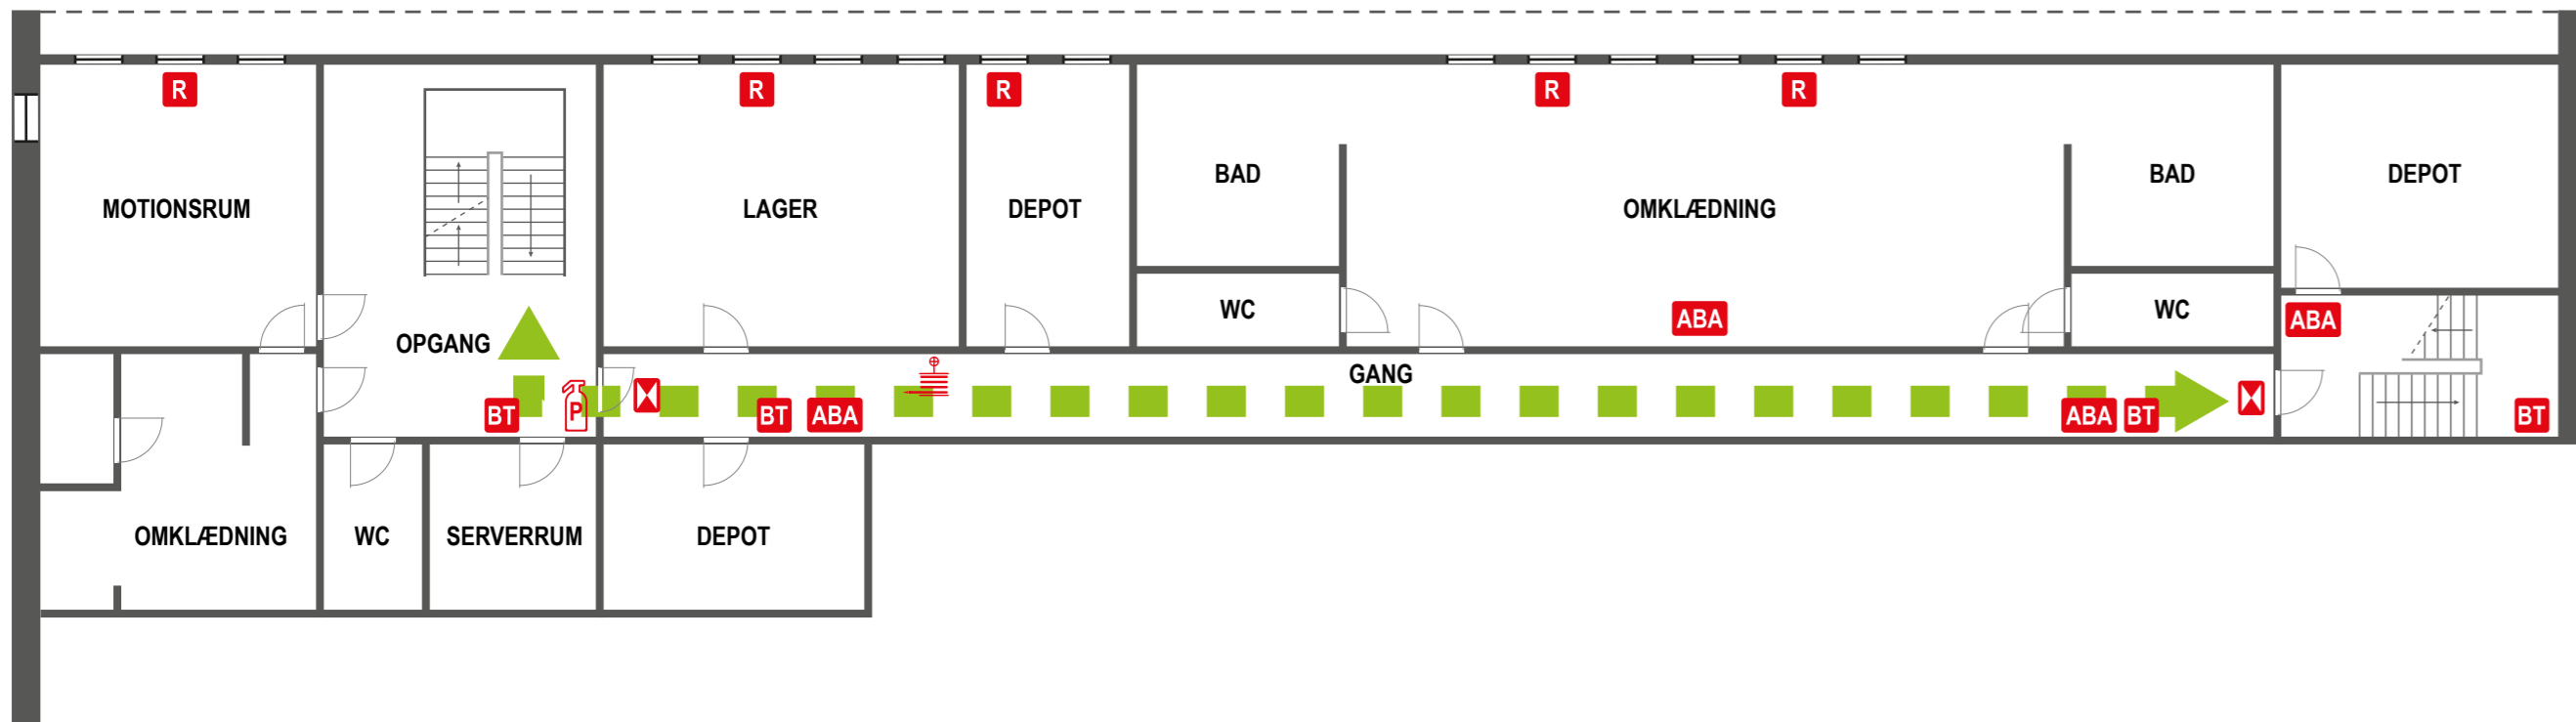 R
R
R
R
R
BAD
BAD
DEPOT
MOTIONSRUM
LAGER
DEPOT
OMKLÆDNING
WC
ABA
WC
ABA
OPGANG
GANG
BT
P
BT
ABA
ABA
BT
BT
OMKLÆDNING
WC
SERVERRUM
DEPOT